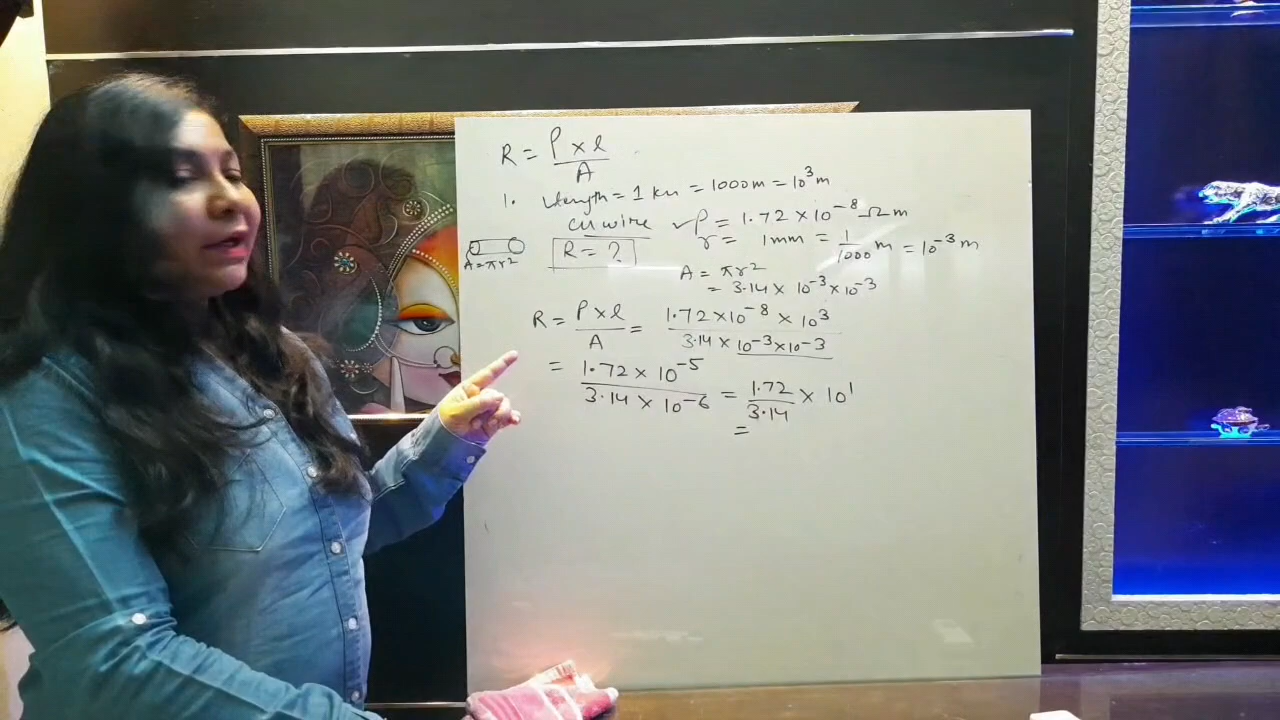 R = ρ × l / A
1. Length = 1 km = 1000m = 10³m
Cu wire ρ = 1.72 × 10⁻⁸ Ω m
r = 1mm = 1/1000 m = 10⁻³ m
A = πr²
R = ?
A = πr²
= 3.14 × 10⁻³ × 10⁻³
R = ρ × l / A = 1.72 × 10⁻⁸ × 10³ / 3.14 × 10⁻³ × 10⁻³
= 1.72 × 10⁻⁵ / 3.14 × 10⁻⁶ = 1.72 / 3.14 × 10¹
=